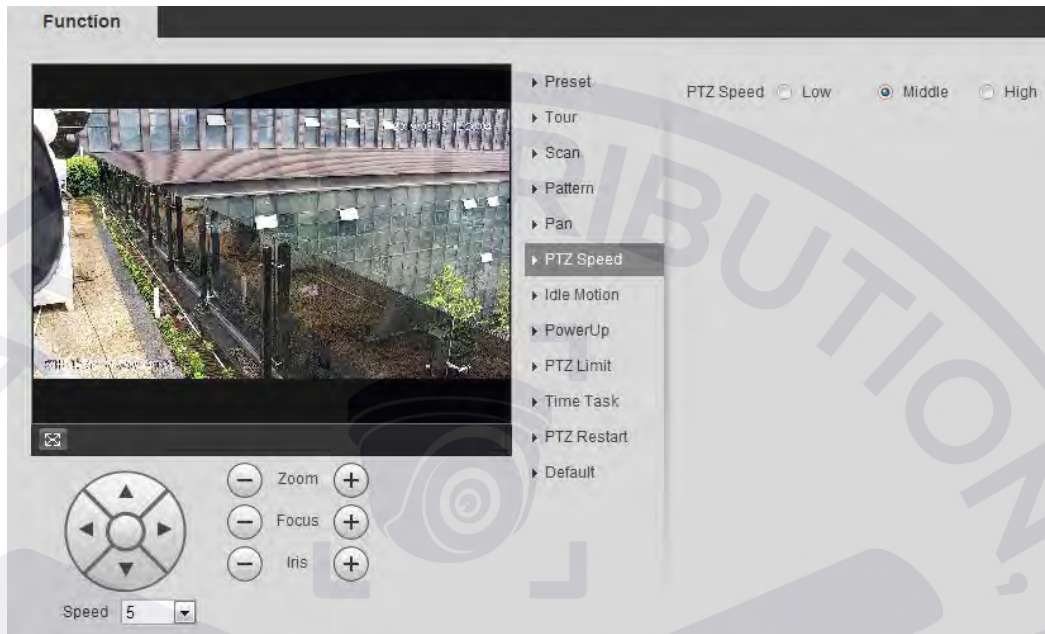 Function
Preset
Tour
Scan
Pattern
Pan
PTZ Speed
Idle Motion
PowerUp
PTZ Limit
Time Task
PTZ Restart
Default
PTZ Speed Low Middle High
Zoom
Focus
Iris
Speed 5
RIBUTION,